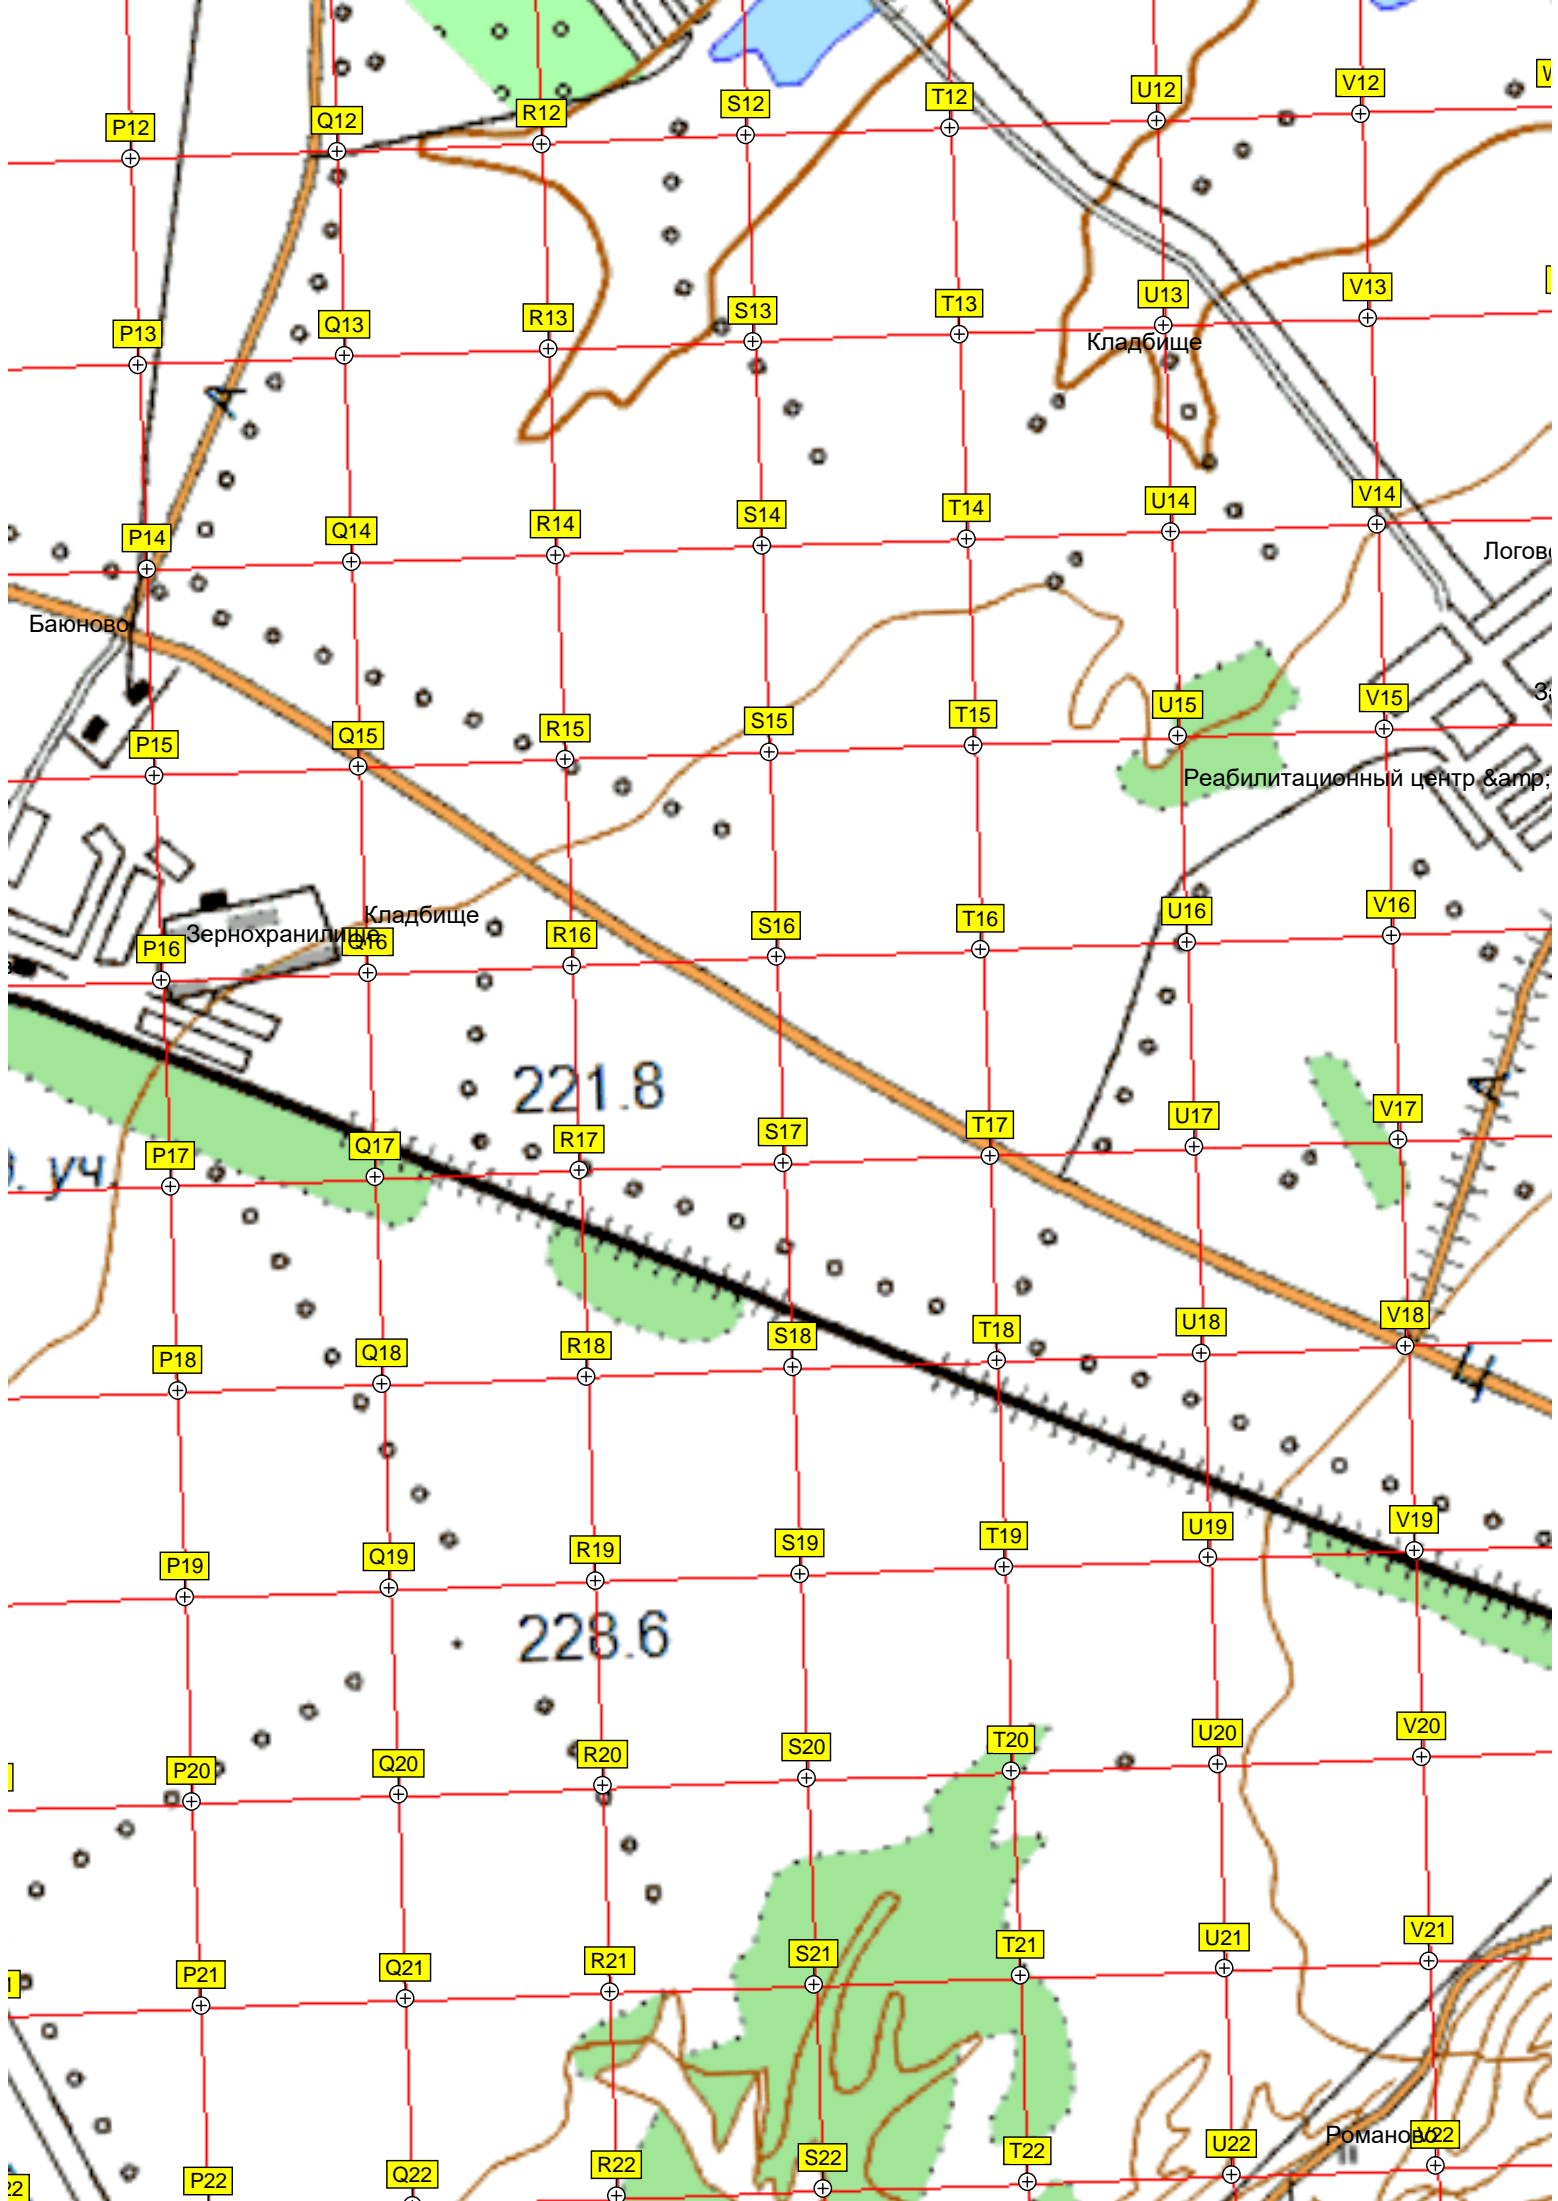 P12 Q12 R12 S12 T12 U12 V12
P13 Q13 R13 S13 T13 U13 V13
Кладбище
А
P14 Q14 R14 S14 T14 U14 V14
Баюново
P15 Q15 R15 S15 T15 U15 V15
Реабилитационный центр &amp;
P16 Q16 R16 S16 T16 U16 V16
Кладбище
Зернохранилище
221.8
А
P17 Q17 R17 S17 T17 U17 V17
уч
P18 Q18 R18 S18 T18 U18 V18
Ц
P19 Q19 R19 S19 T19 U19 V19
228.6
P20 Q20 R20 S20 T20 U20 V20
P21 Q21 R21 S21 T21 U21 V21
Романово
P22 Q22 R22 S22 T22 U22 V22